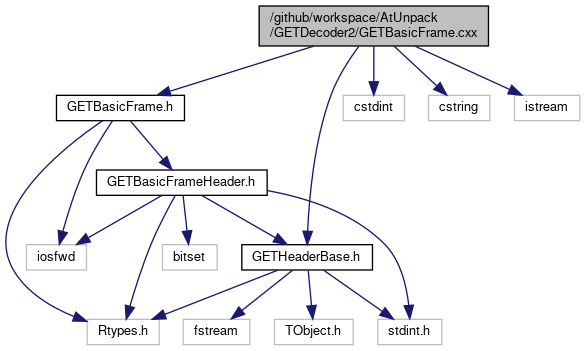 /github/workspace/AtUnpack
/GETDecoder2/GETBasicFrame.cxx
GETBasicFrame.h
cstdint
cstring
istream
GETBasicFrameHeader.h
iosfwd
bitset
GETHeaderBase.h
Rtypes.h
fstream
TObject.h
stdint.h